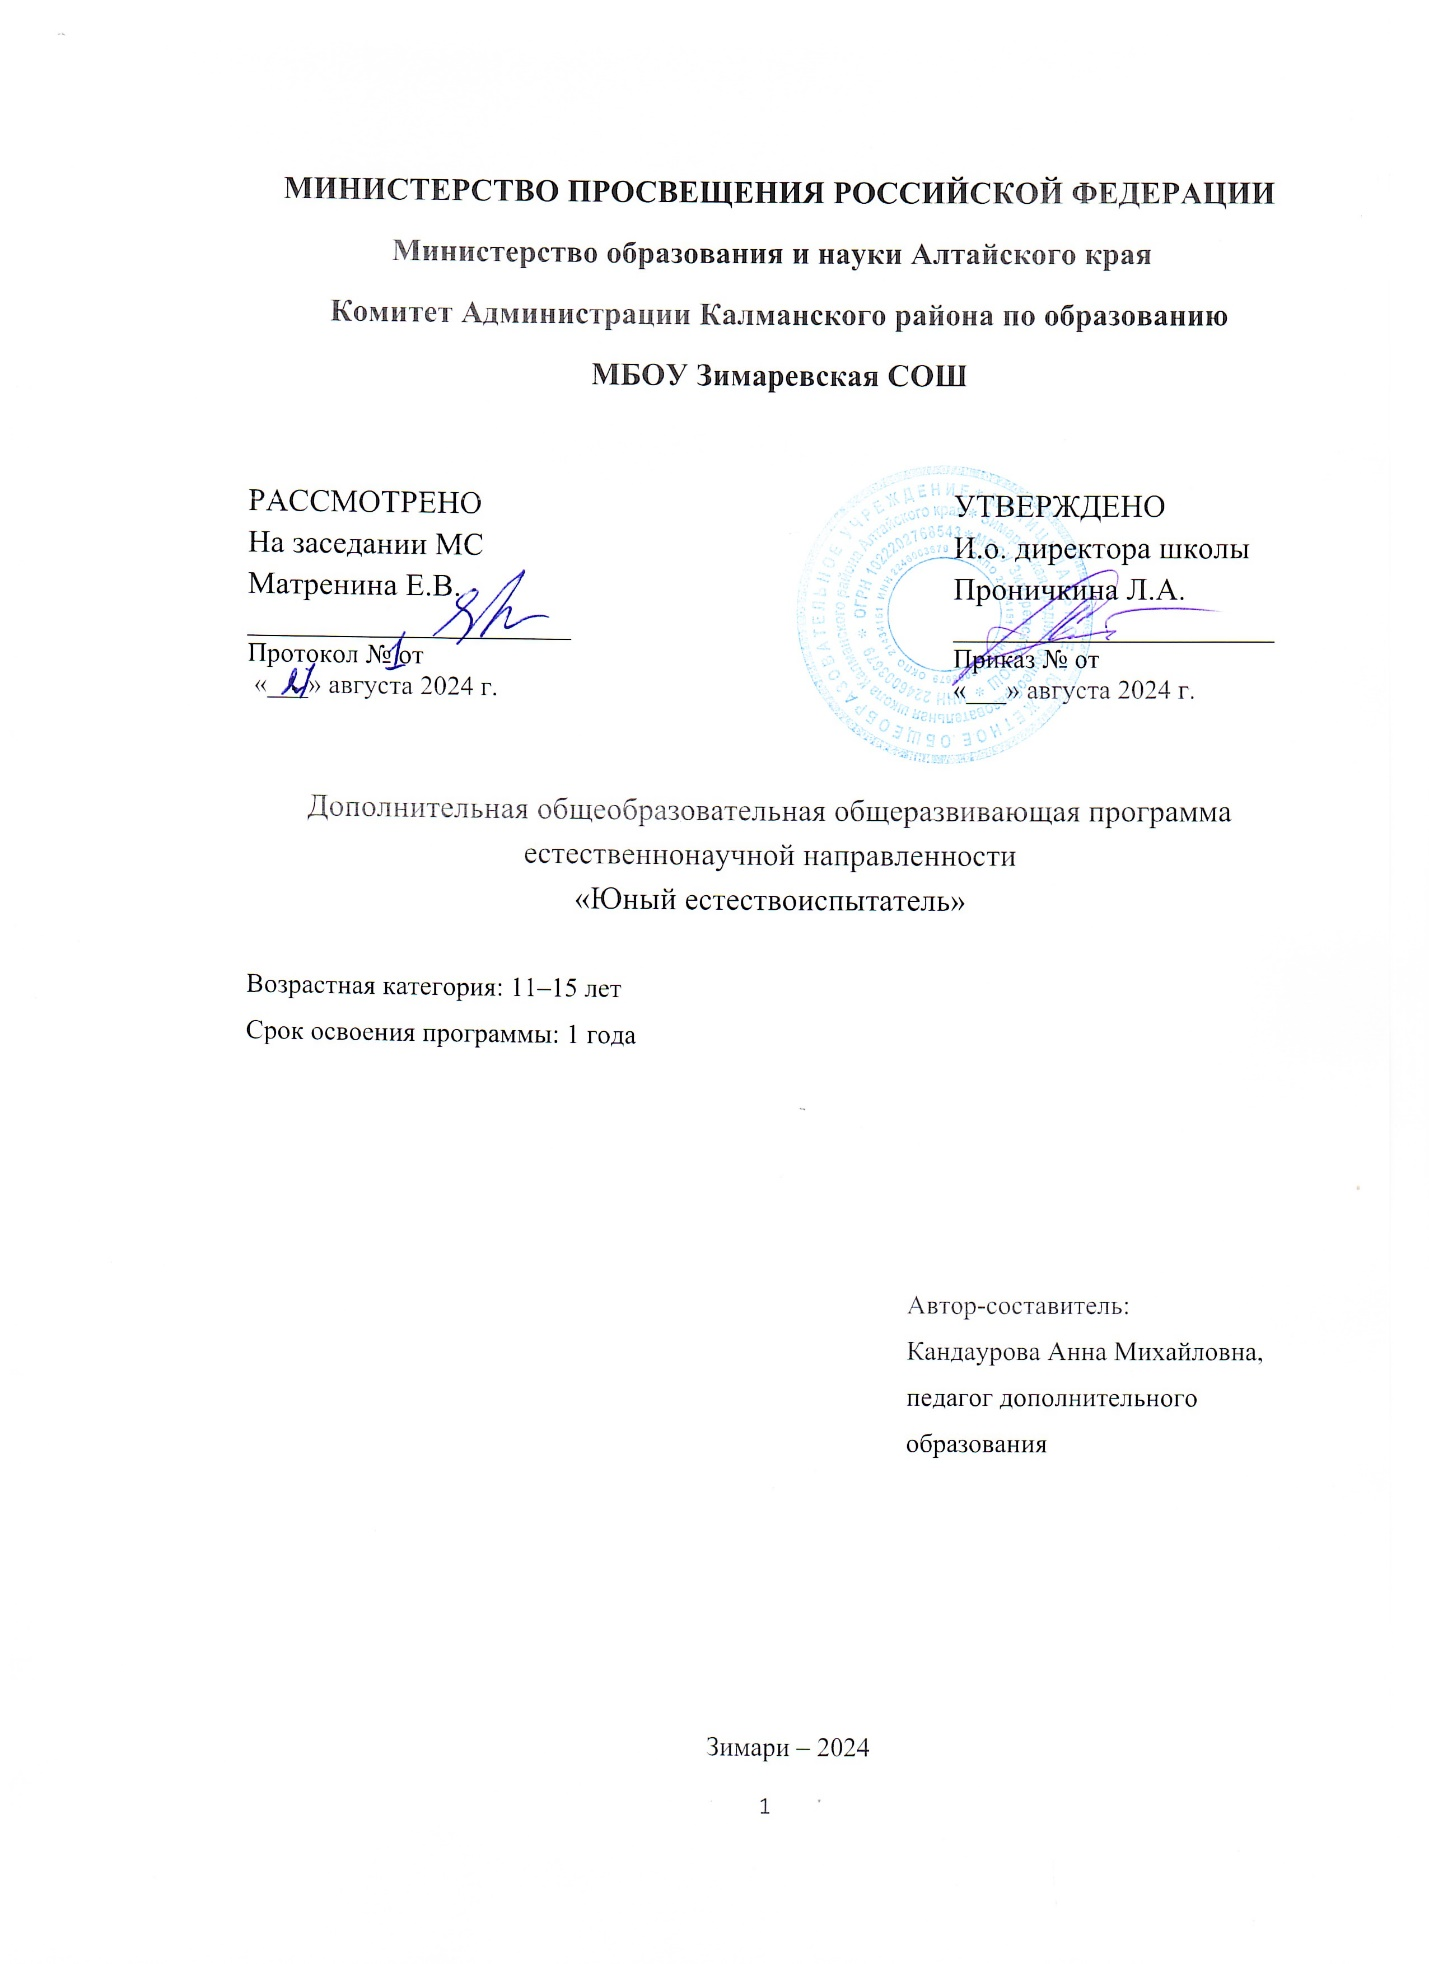 МИНИСТЕРСТВО ПРОСВЕЩЕНИЯ РОССИЙСКОЙ ФЕДЕРАЦИИ
Министерство образования и науки Алтайского края
Комитет Администрации Калманского района по образованию
МБОУ Зимаревская СОШ
РАССМОТРЕНО
На заседании МС
Матренина Е.В.
Протокол №1 от
«__» августа 2024 г.
УТВЕРЖДЕНО
И.о. директора школы
Проничкина Л.А.
Приказ № от
«___» августа 2024 г.
Дополнительная общеобразовательная общеразвивающая программа
естественнонаучной направленности
«Юный естествоиспытатель»
Возрастная категория: 11–15 лет
Срок освоения программы: 1 года
Автор-составитель:
Кандаурова Анна Михайловна,
педагог дополнительного
образования
Зимари – 2024
1